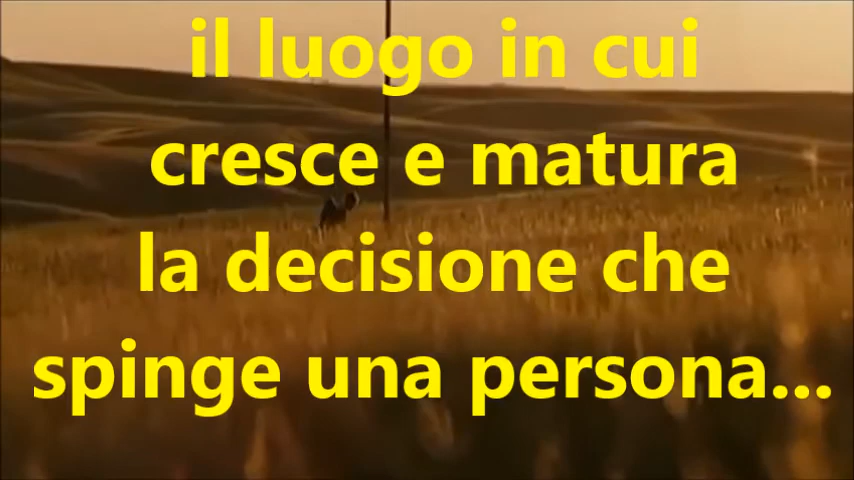 il luogo in cui
cresce e matura
la decisione che
spinge una persona...